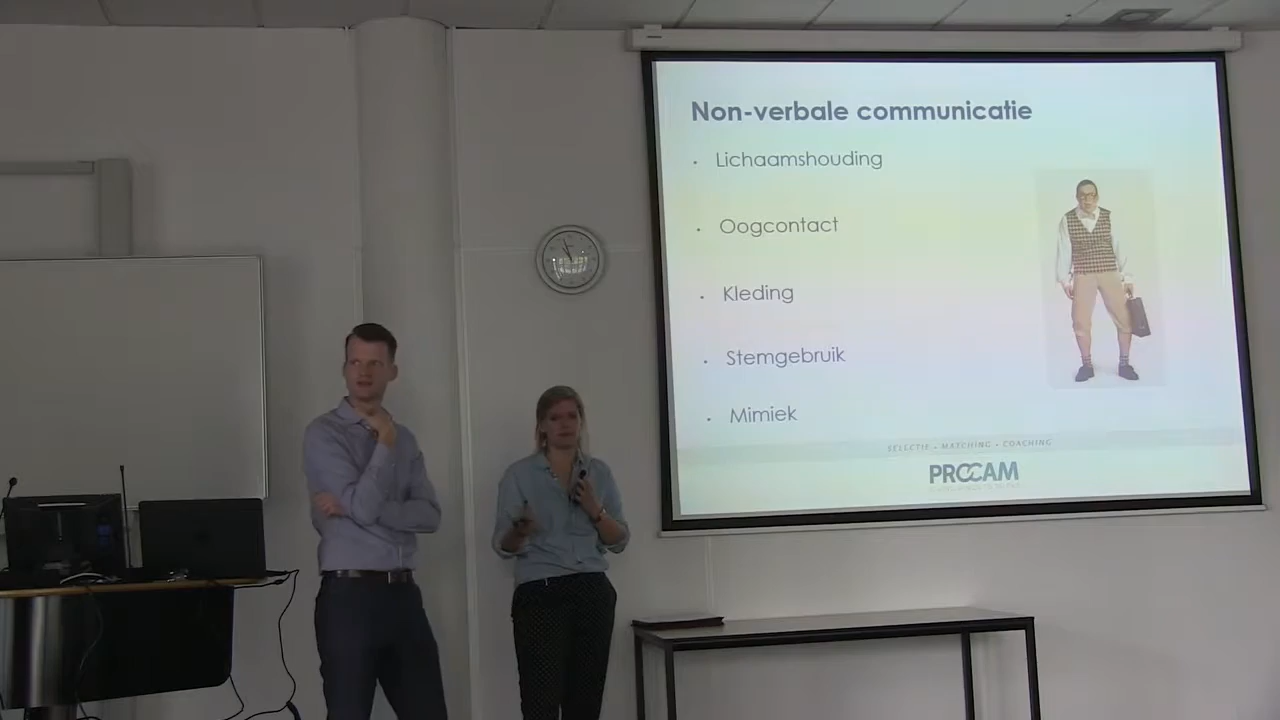 Non-verbale communicatie
• Lichaamshouding
• Oogcontact
• Kleding
• Stemgebruik
• Mimiek
SELECTIE • MATCHING • COACHING
PROCAM